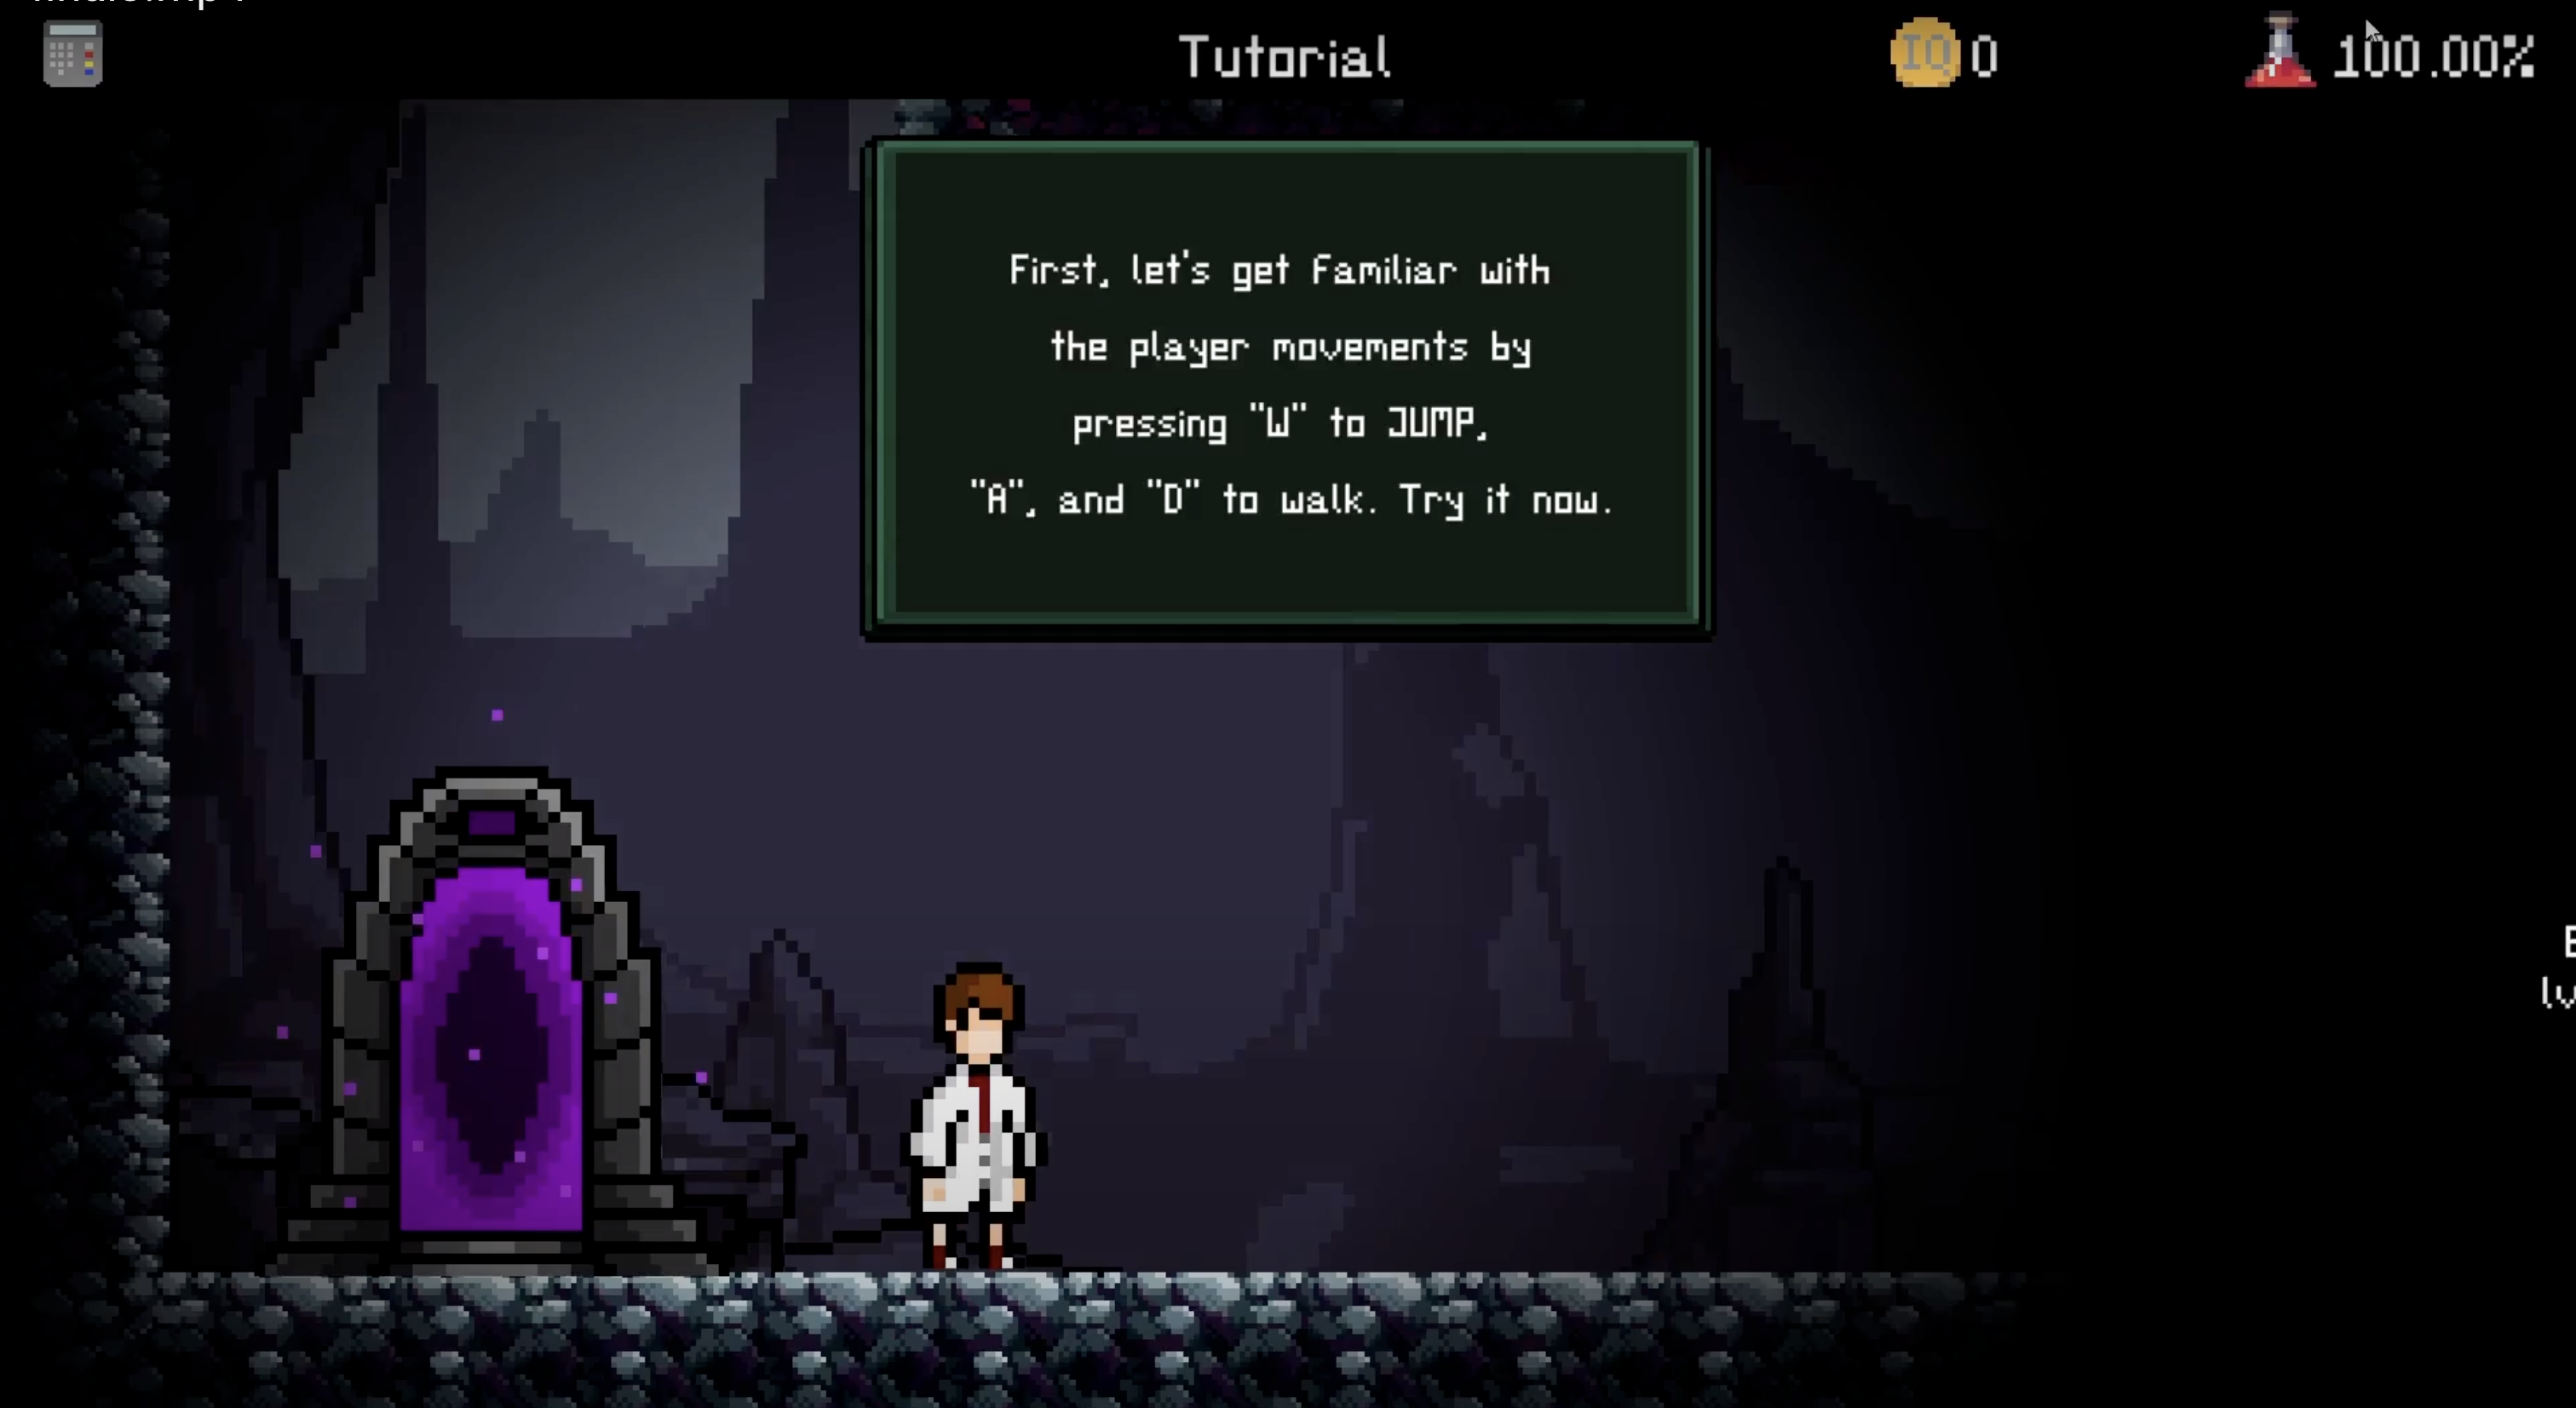 Tutorial
IQ 0
100.00%
First, let's get familiar with
the player movements by
pressing "W" to JUMP,
"A", and "D" to walk. Try it now.